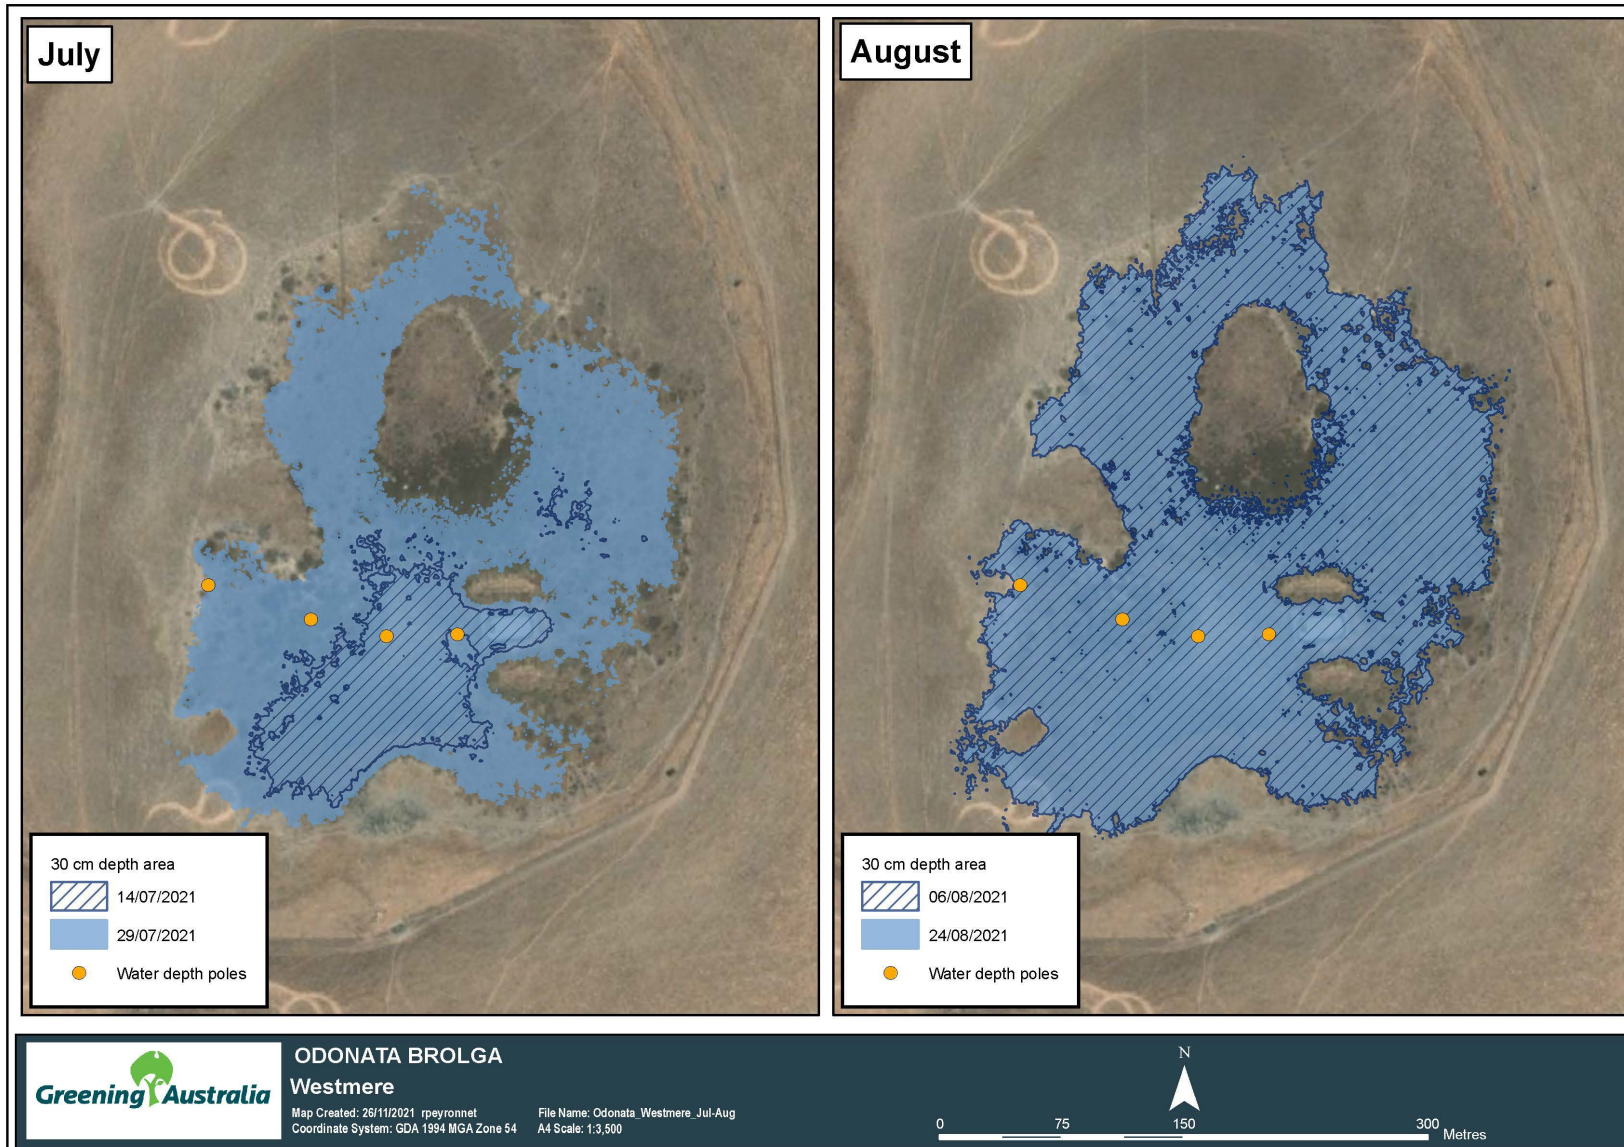 July
30 cm depth area
14/07/2021
29/07/2021
Water depth poles
August
30 cm depth area
06/08/2021
24/08/2021
Water depth poles
Greening Australia
ODONATA BROLGA
Westmere
Map Created: 26/11/2021 rpeyronnet
Coordinate System: GDA 1994 MGA Zone 54
File Name: Odonata_Westmere_Jul-Aug
A4 Scale: 1:3,500
N
0 75 150 300
Metres